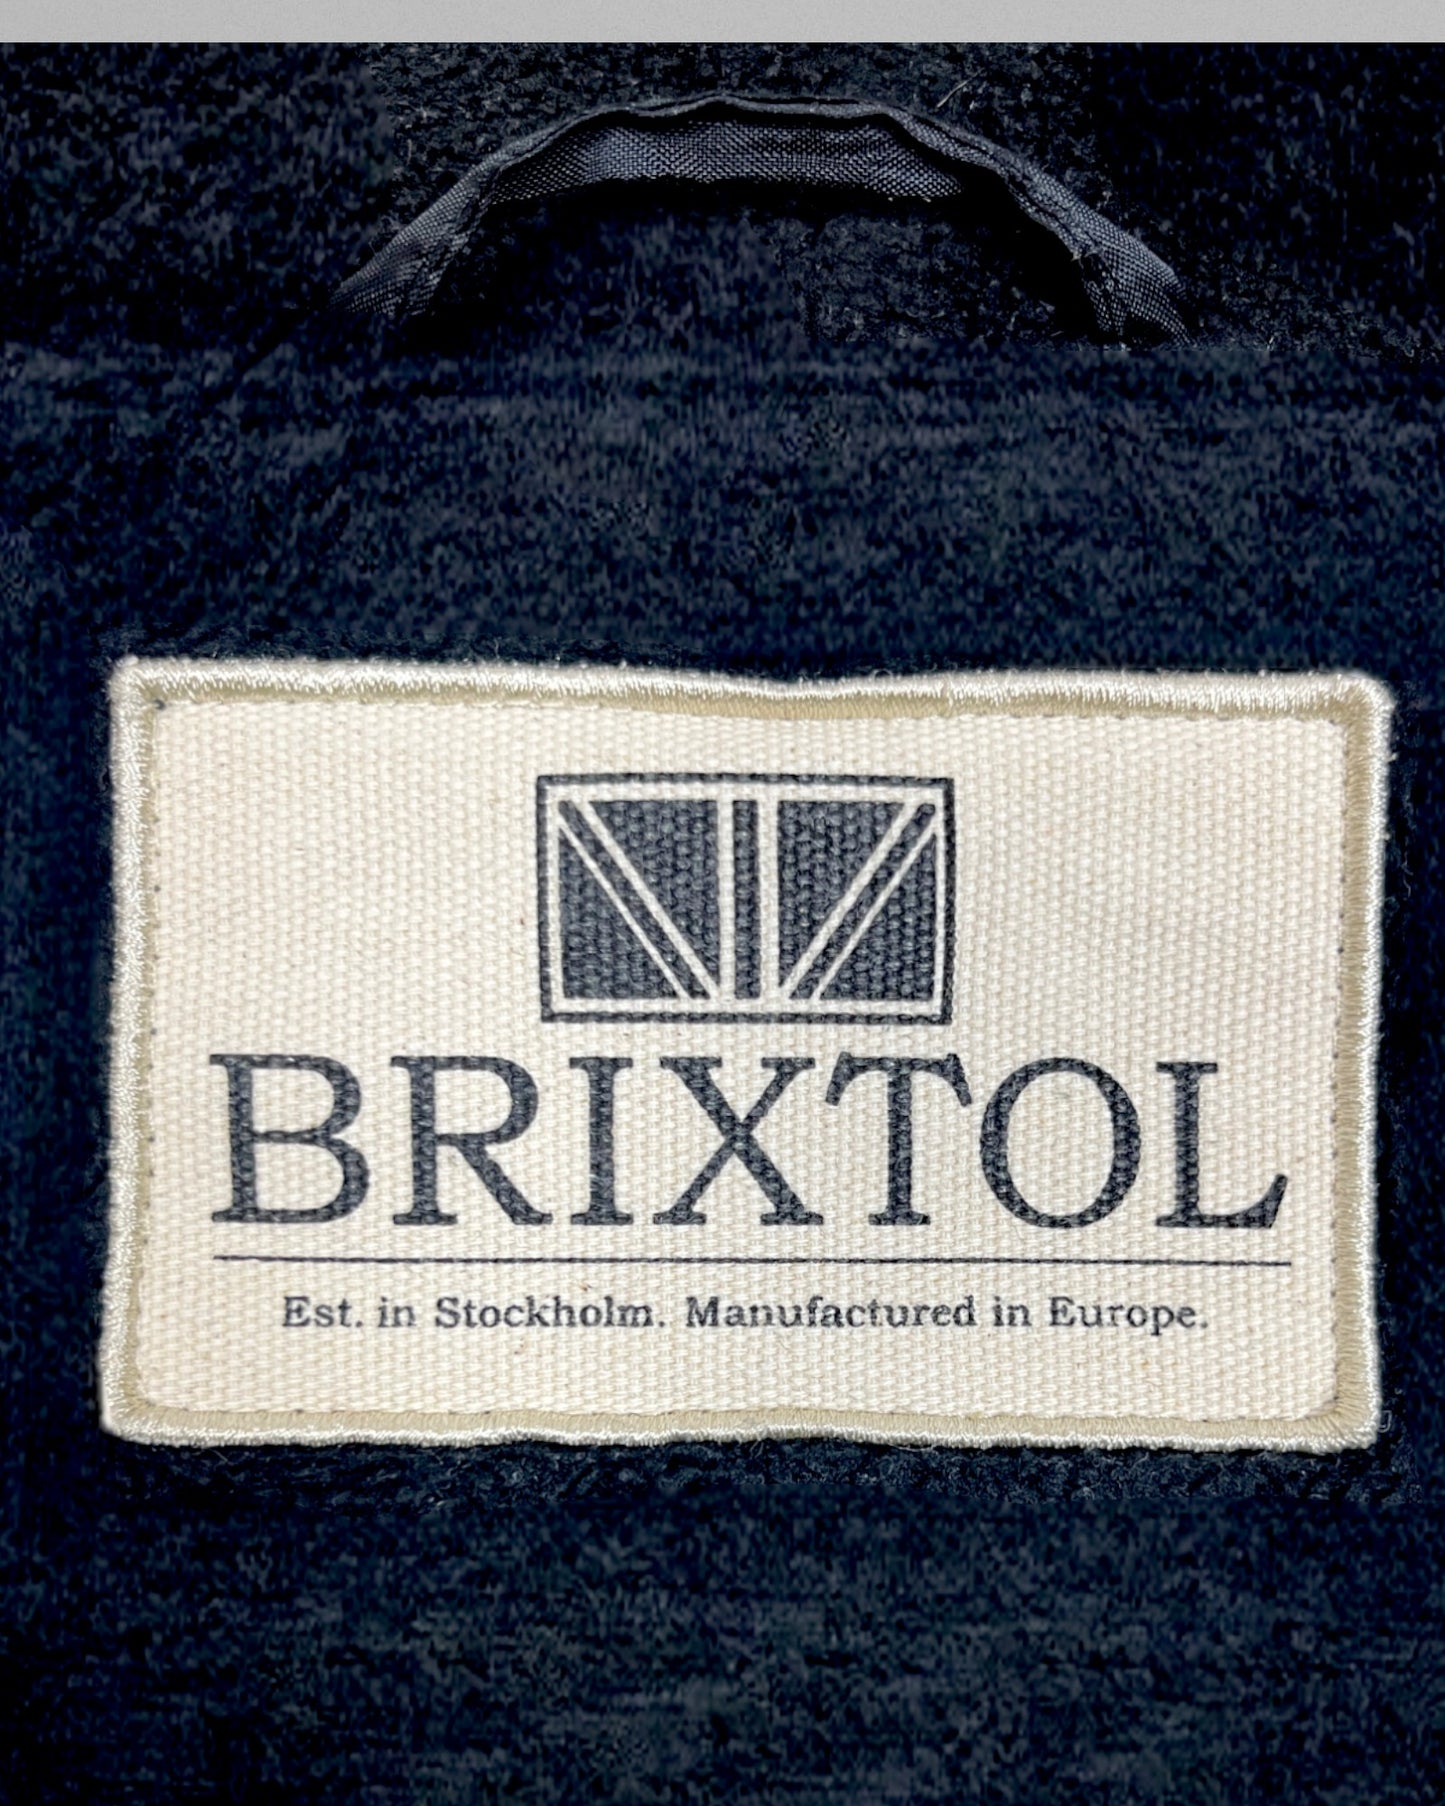 BRIXTOL
Est. in Stockholm. Manufactured in Europe.